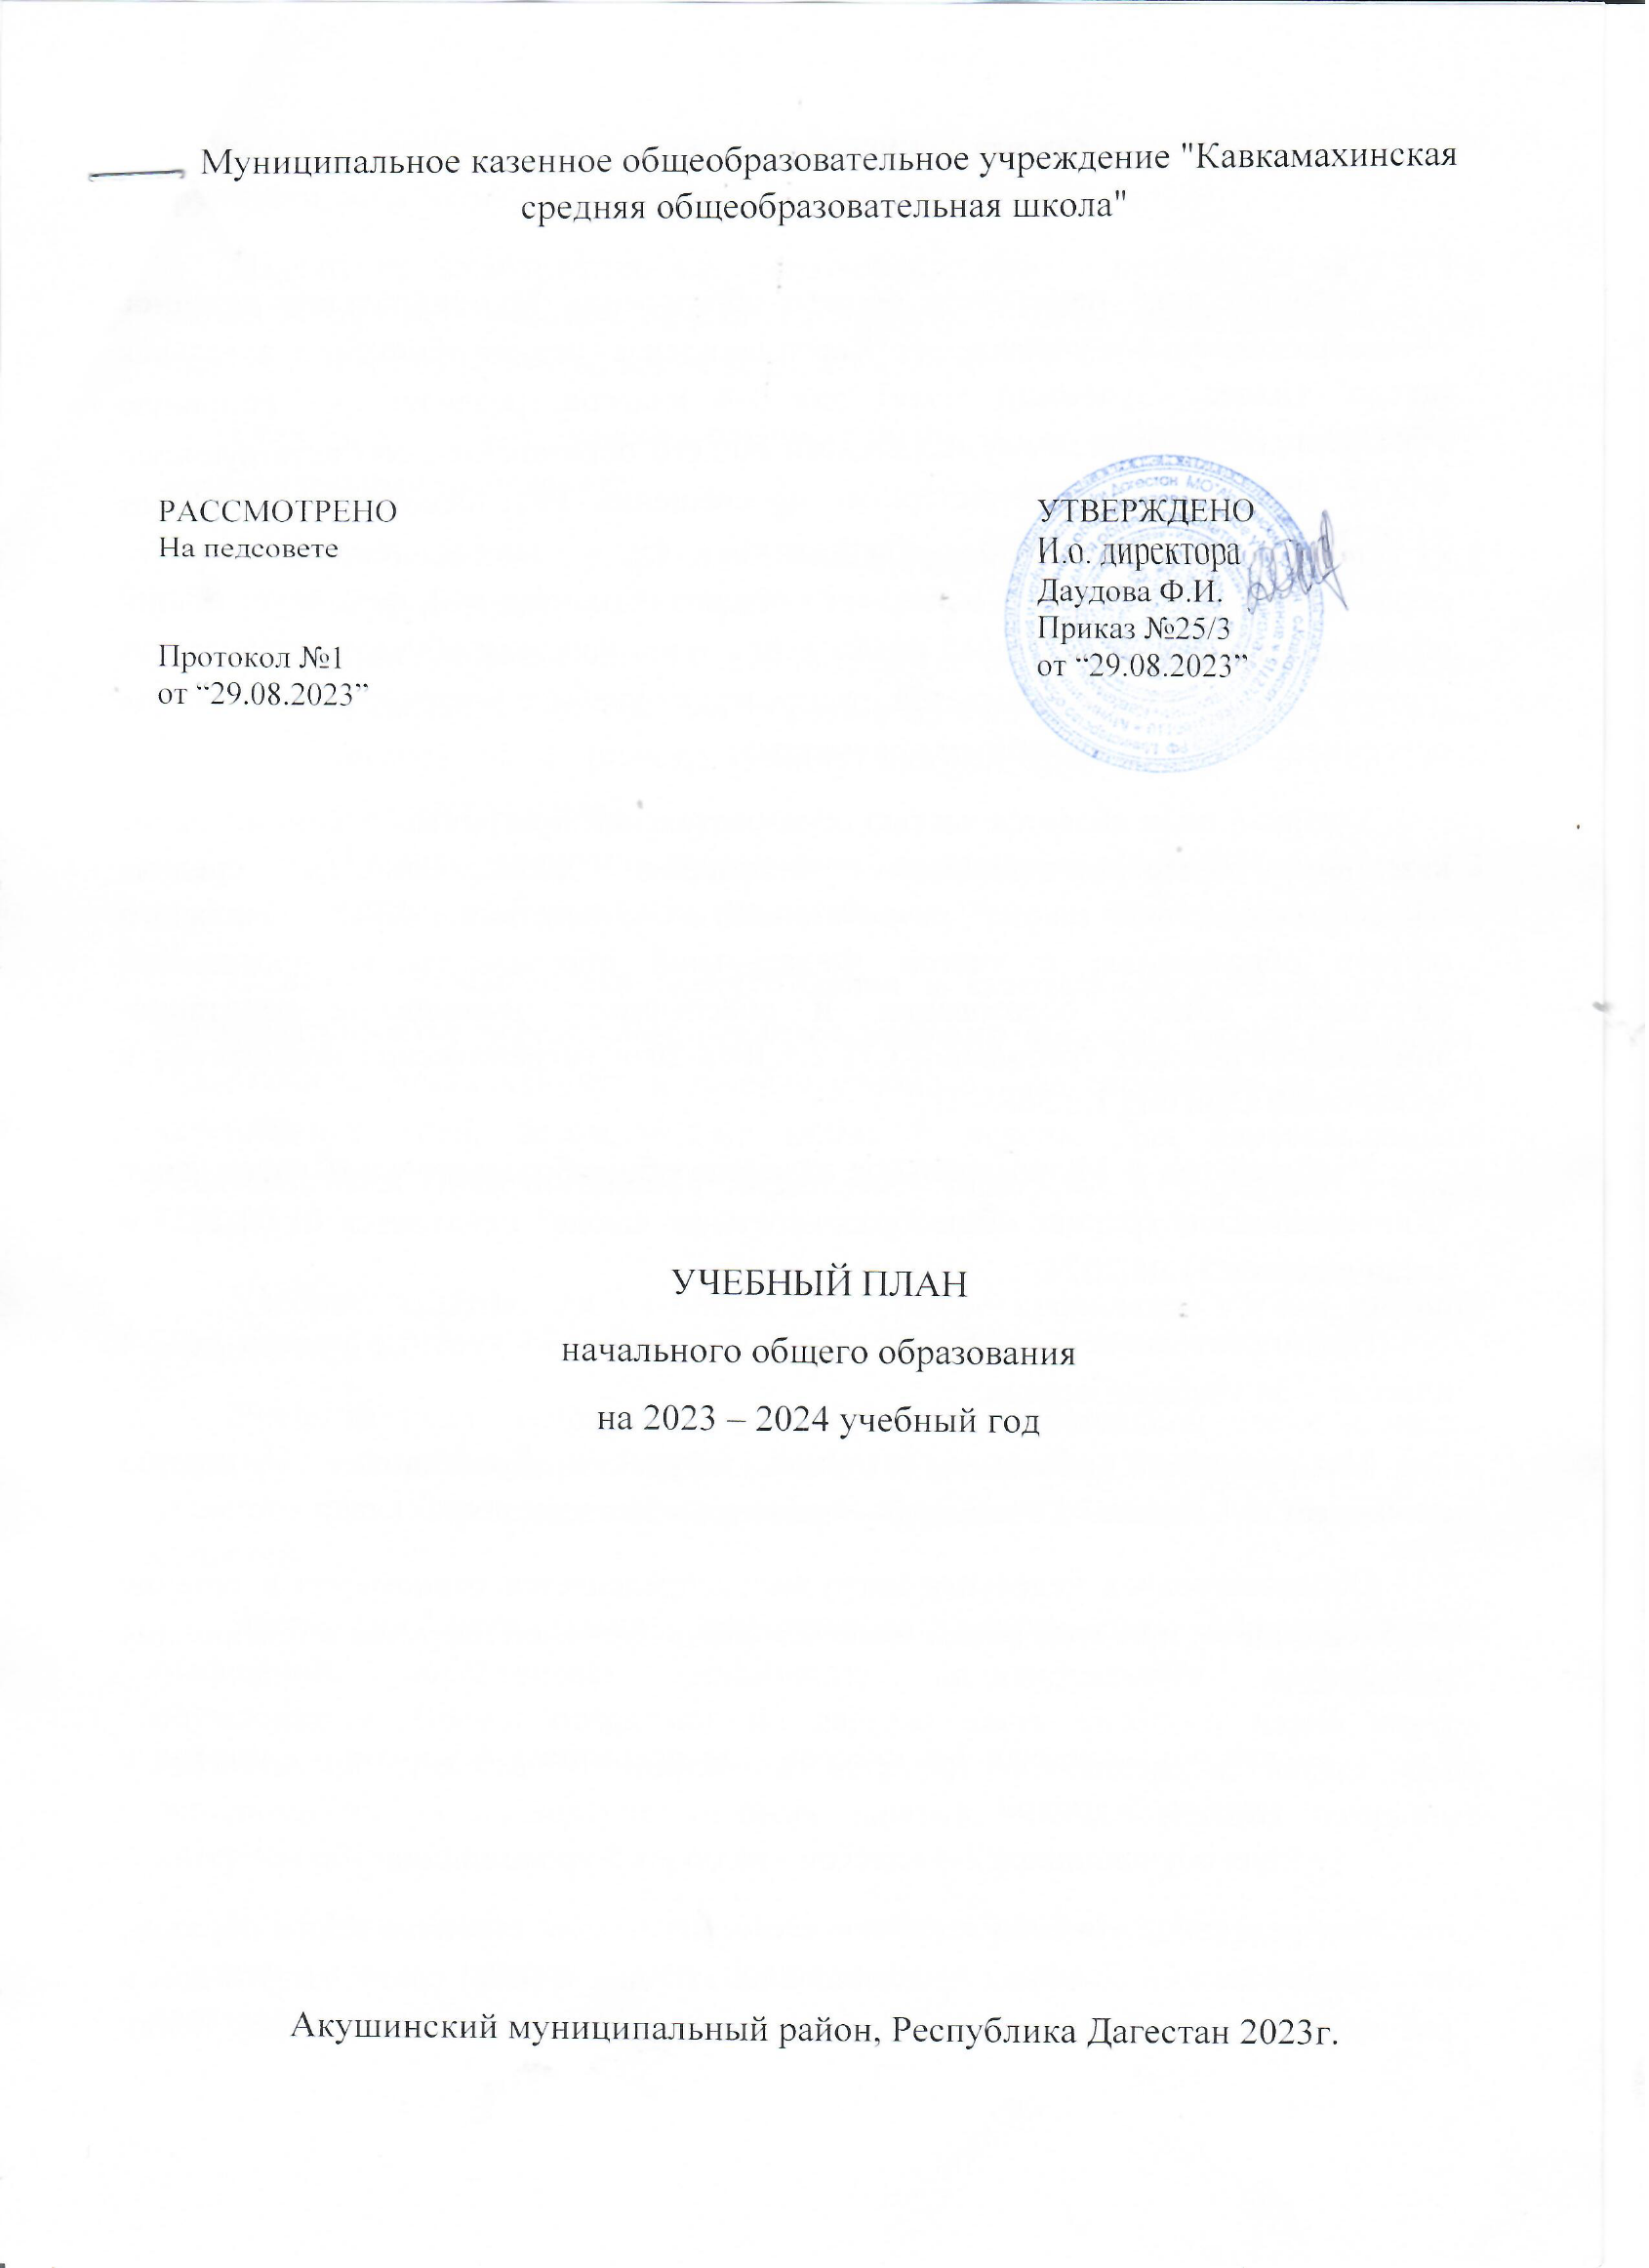 Муниципальное казенное общеобразовательное учреждение "Кавкамахинская
средняя общеобразовательная школа"
РАССМОТРЕНО
На педсовете
Протокол №1
от “29.08.2023”
УТВЕРЖДЕНО
И.о. директора
Даудова Ф.И.
Приказ №25/3
от “29.08.2023”
УЧЕБНЫЙ ПЛАН
начального общего образования
на 2023 – 2024 учебный год
Акушинский муниципальный район, Республика Дагестан 2023г.